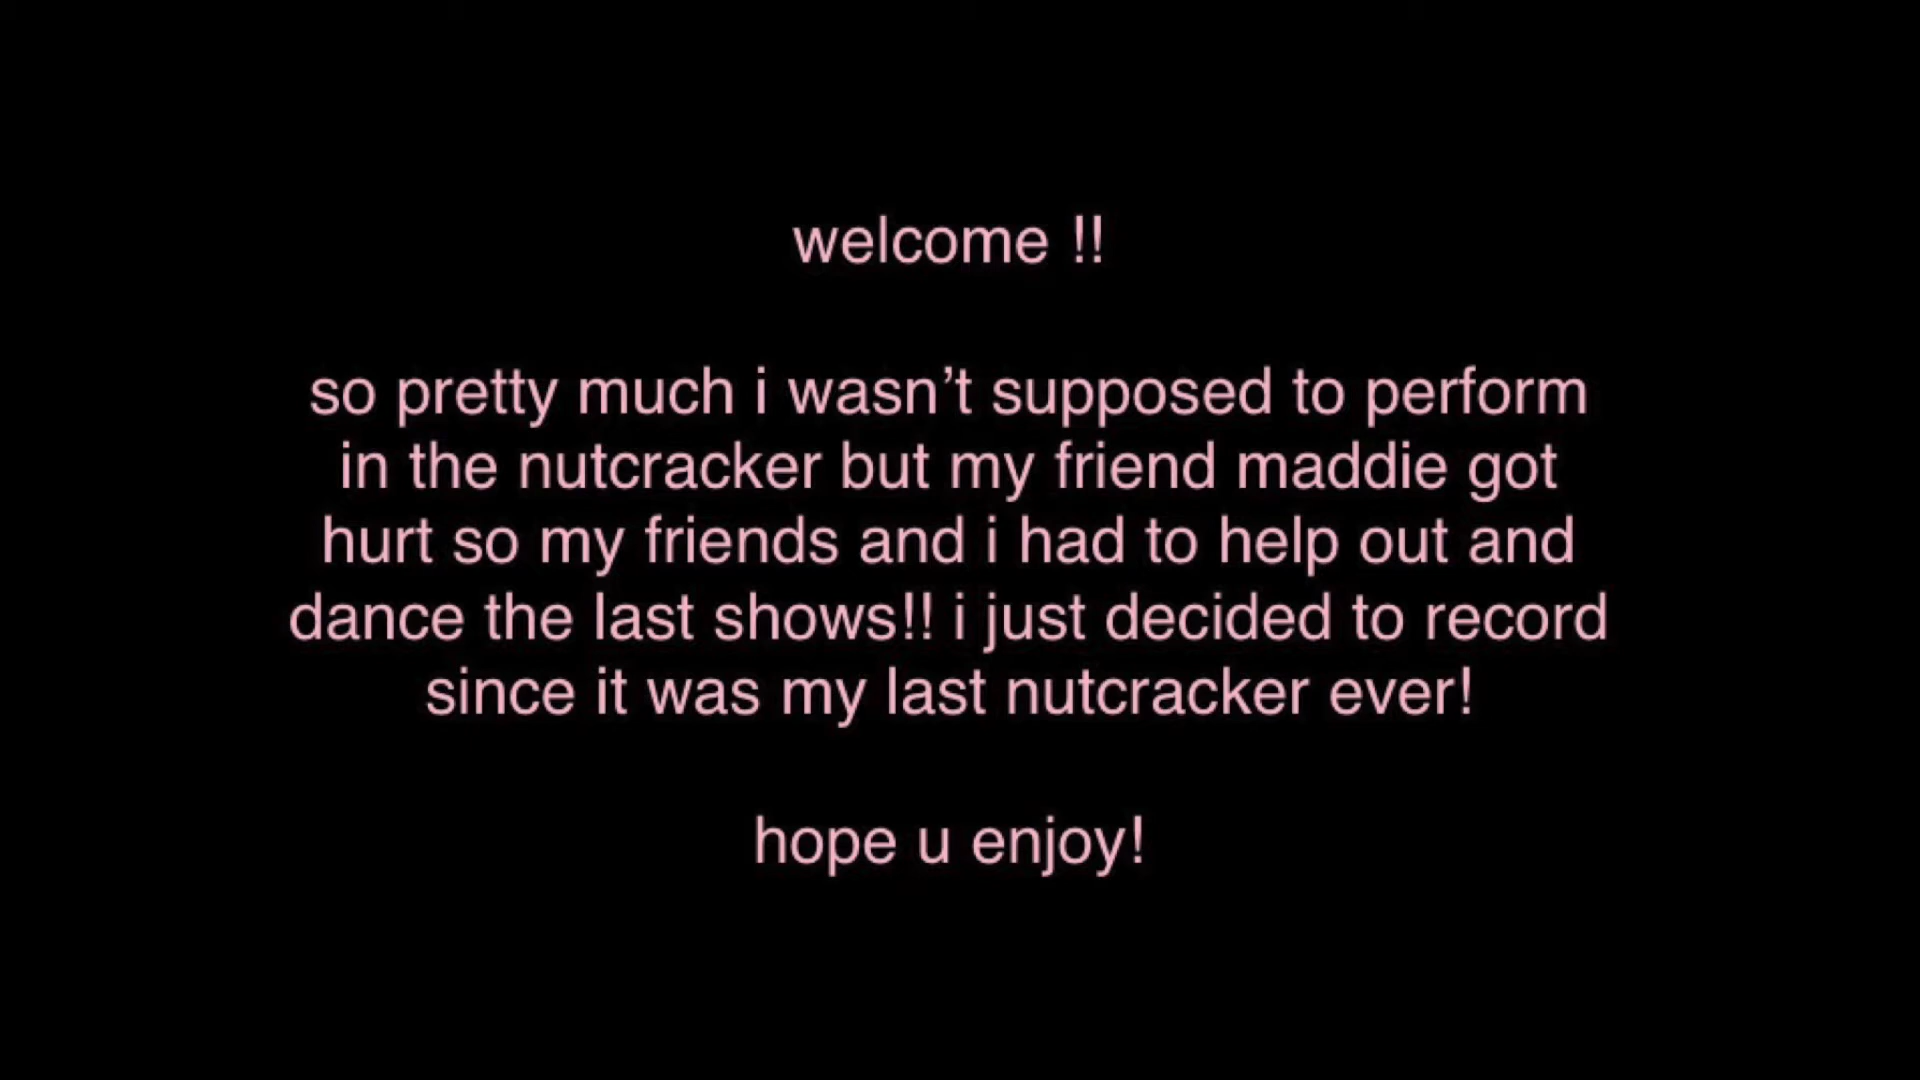 welcome !!
so pretty much i wasn’t supposed to perform
in the nutcracker but my friend maddie got
hurt so my friends and i had to help out and
dance the last shows!! i just decided to record
since it was my last nutcracker ever!
hope u enjoy!